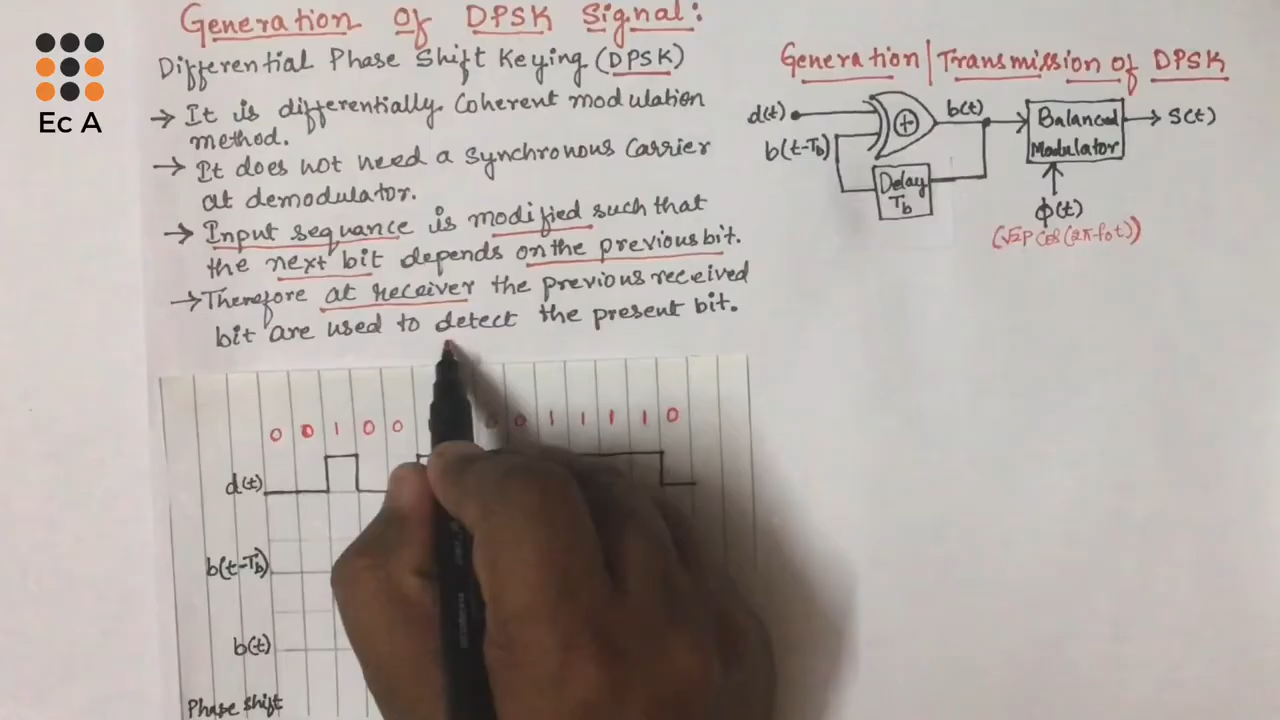 Generation Of DPSK Signal:
Ec A
Differential Phase Shift Keying (DPSK)
→ It is differentially Coherent modulation
method.
→ It does not need a synchronous Carrier
at demodulator.
→ Input sequance is modified such that
the next bit depends on the previous bit.
→ Therefore at receiver the previous received
bit are used to detect the present bit.
Generation | Transmission of DPSK
d(t)
b(t)
b(t-Tb)
+
Delay
Tb
Balanced
Modulator
S(t)
ϕ(t)
(√2P Cos(2πfot))
0 0 1 0 0 0 1 1 1 1 0
d(t)
b(t-Tb)
b(t)
Phase shift